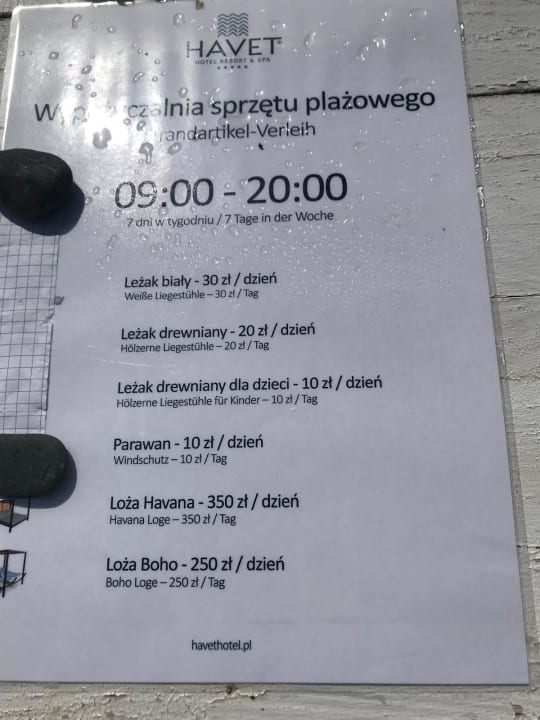 HAVET
HOTEL RESORT & SPA
sprzętu plażowego
09:00 - 20:00
7 dni w tygodniu / 7 Tage in der Woche
Leżak biały - 30 zł / dzień
Weiße Liegestühle – 30 zł / Tag
Leżak drewniany - 20 zł / dzień
Hölzerne Liegestühle – 20 zł / Tag
Leżak drewniany dla dzieci - 10 zł / dzień
Hölzerne Liegestühle für Kinder – 10 zł / Tag
Parawan - 10 zł / dzień
Windschutz – 10 zł / Tag
Loża Havana - 350 zł / dzień
Havana Loge – 350 zł / Tag
Loża Boho - 250 zł / dzień
Boho Loge – 250 zł / Tag
havethotel.pl